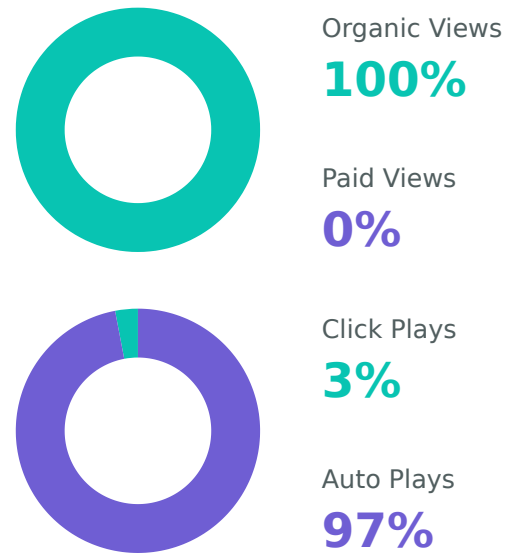 Organic Views
100%
Paid Views
0%
Click Plays
3%
Auto Plays
97%